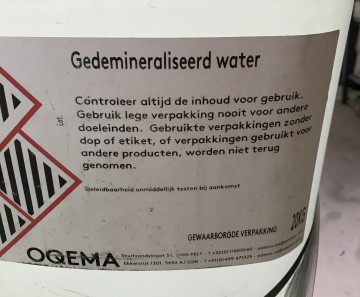 Gedemineraliseerd water
Controleer altijd de inhoud voor gebruik.
Gebruik lege verpakking nooit voor andere
doeleinden. Gebruikte verpakkingen zonder
dop of etiket, of verpakkingen gebruikt voor
andere producten, worden niet terug
genomen.
Lot.
Geleidbaarheid onmiddellijk testen bij aankomst
GEWAARBORGDE VERPAKKING
20KG
OQEMA